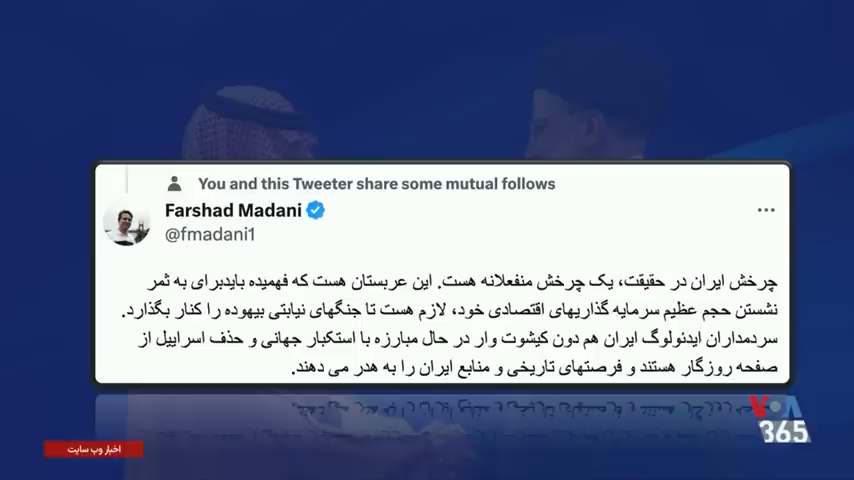 You and this Tweeter share some mutual follows
Farshad Madani
@fmadani1
چرخش ایران در حقیقت، یک چرخش منفعلانه هست. این عربستان هست که فهمیده بایدبرای به ثمر
نشستن حجم عظیم سرمایه گذاریهای اقتصادی خود، لازم هست تا جنگهای نیابتی بیهوده را کنار بگذارد.
سردمداران ایدئولوگ ایران هم دون کیشوت وار در حال مبارزه با استکبار جهانی و حذف اسراییل از
صفحه روزگار هستند و فرصتهای تاریخی و منابع ایران را به هدر می دهند.
VOA
365
اخبار وب سایت